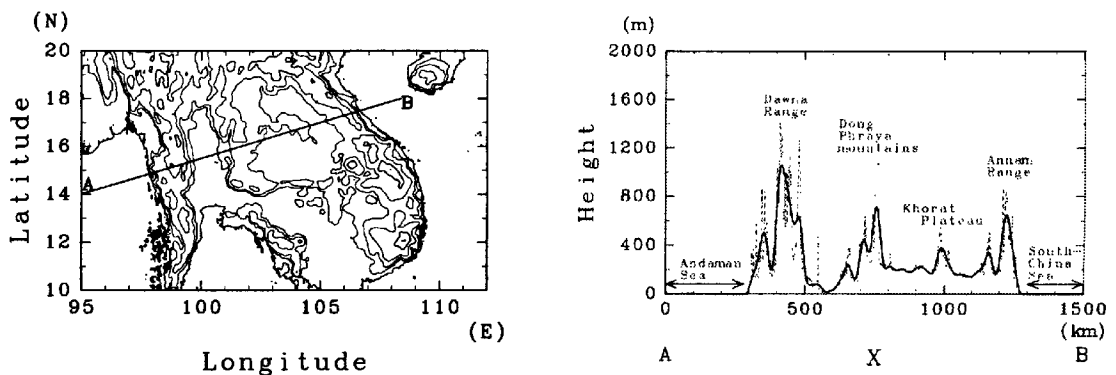 (N)
Latitude
20
18
16
14
12
10
A
B
95
100
105
110
(E)
Longitude
(m)
Height
2000
1600
1200
800
400
0
Dawna
Range
Dong
Phraya
mountains
Annam
Range
Khorat
Plateau
Andaman
Sea
South
China
Sea
0
500
1000
1500
(km)
A
X
B